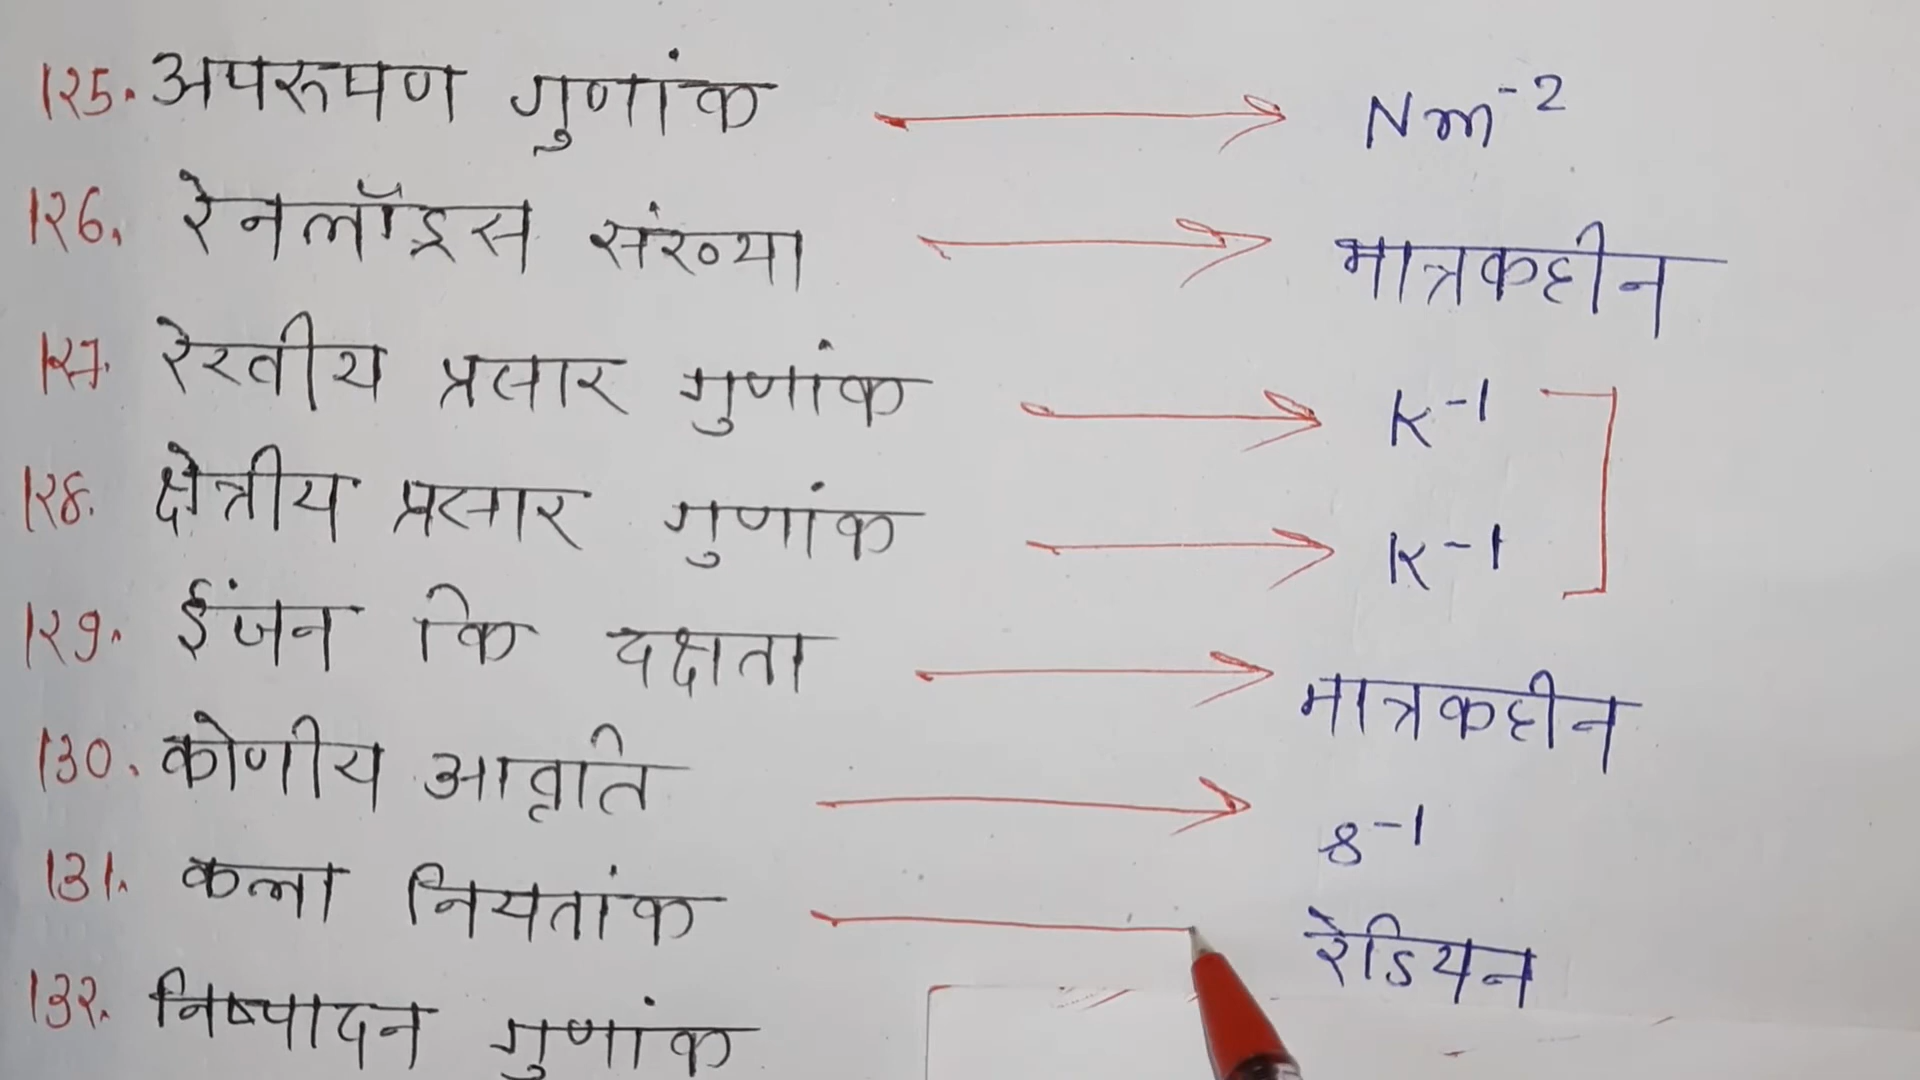 125. अपरूपण गुणांक → Nm⁻²
126. रेनलॉड्स संख्या → मात्रकहीन
127. रेखीय प्रसार गुणांक → K⁻¹
128. क्षेत्रीय प्रसार गुणांक → K⁻¹
129. ईंजन कि दक्षता → मात्रकहीन
130. कोणीय आवृति → s⁻¹
131. कला नियतांक रेडियन
132. निष्पादन गुणांक